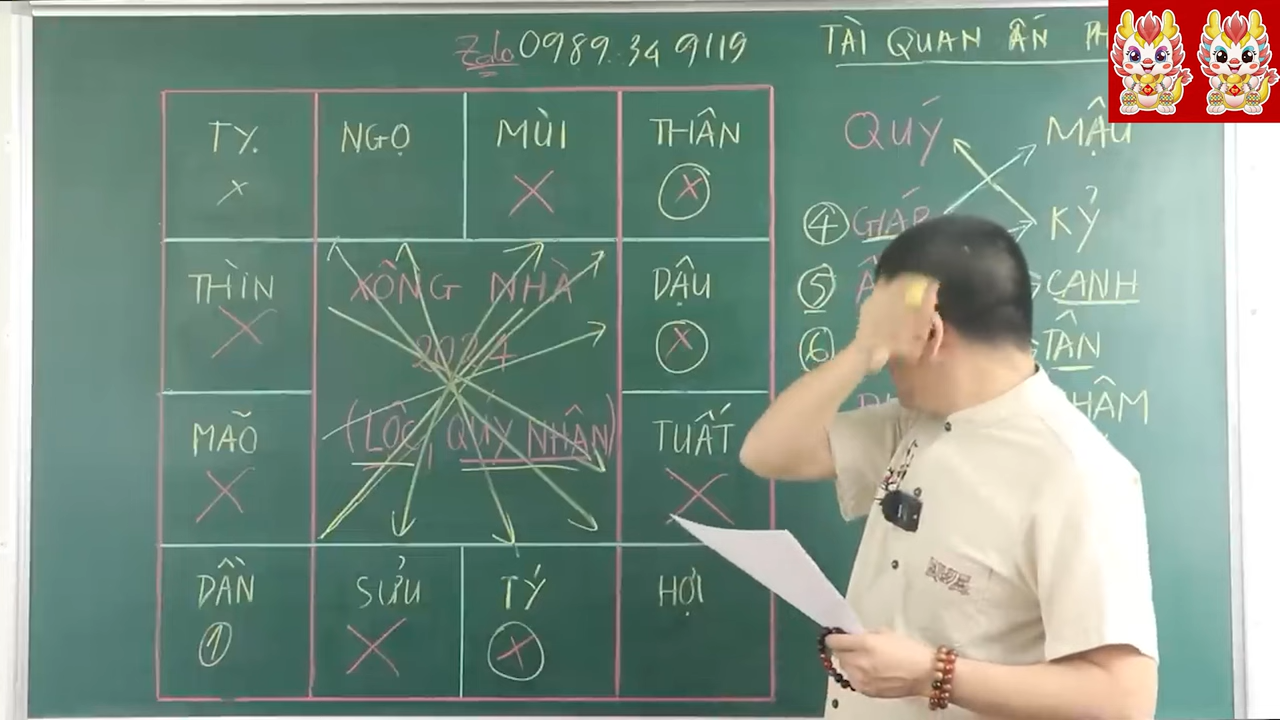 Zalo 0989.34 9119
TÀI QUAN ẤN
TỴ NGỌ MÙI THÂN
THÌN DẬU
MÃO TUẤT
DẦN SỬU TÝ HỢI
1
XÔNG NHÀ
2024
(LỘC, QUÝ NHÂN)
QUÝ MẬU
4 GIÁP KỶ
5 CANH
6 TÂN